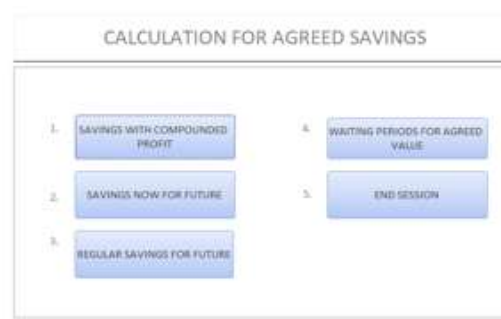 CALCULATION FOR AGREED SAVINGS
1. SAVINGS WITH COMPOUNDED
PROFIT
2. SAVINGS NOW FOR FUTURE
3. REGULAR SAVINGS FOR FUTURE
4. WAITING PERIODS FOR AGREED
VALUE
5. END SESSION